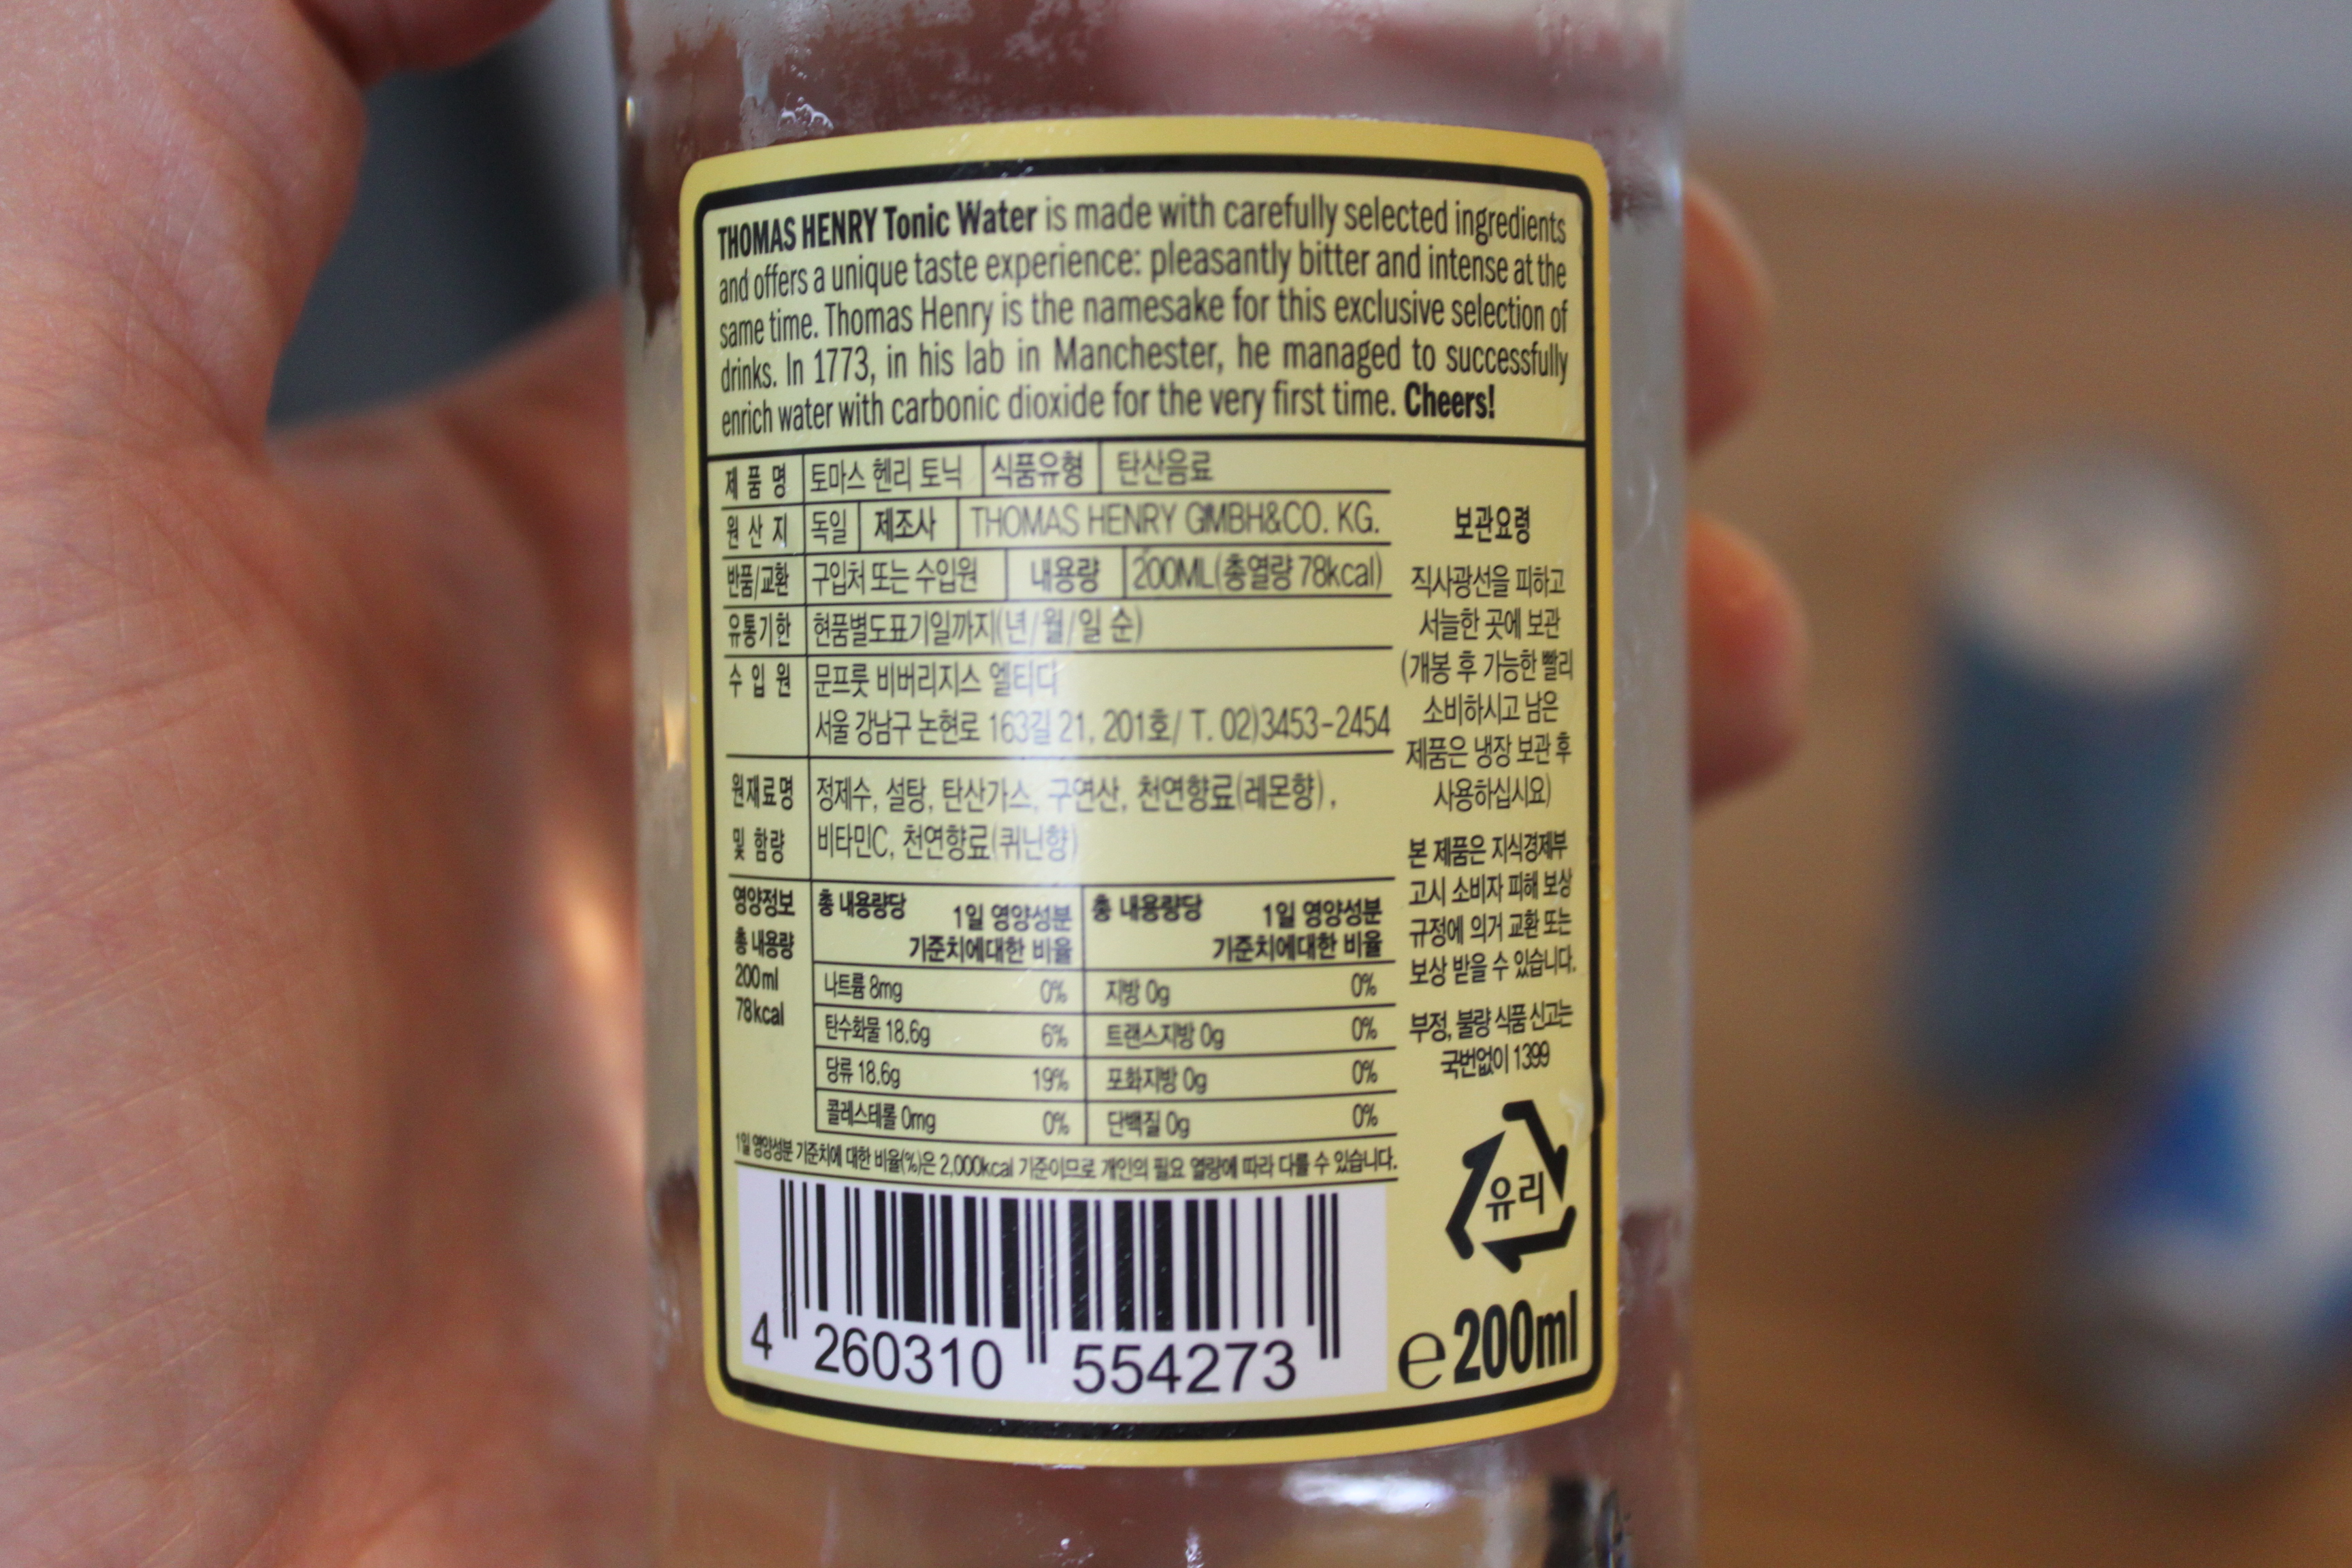 THOMAS HENRY Tonic Water is made with carefully selected ingredients
and offers a unique taste experience: pleasantly bitter and intense at the
same time. Thomas Henry is the namesake for this exclusive selection of
drinks. In 1773, in his lab in Manchester, he managed to successfully
enrich water with carbonic dioxide for the very first time. Cheers!
제 품 명 토마스 헨리 토닉 식품유형 탄산음료
원 산 지 독일 제조사 THOMAS HENRY GMBH&CO. KG.
반품/교환 구입처 또는 수입원 내용량 200ML(총열량 78kcal)
유통기한 현품별도표기일까지(년/월/일 순)
수 입 원 문프룻 비버리지스 엘티디
서울 강남구 논현로 163길 21, 201호/ T. 02)3453-2454
원재료명 정제수, 설탕, 탄산가스, 구연산, 천연향료(레몬향),
및 함량 비타민C, 천연향료(퀴닌향)
영양정보
총 내용량
200ml
78kcal
총 내용량당 1일 영양성분
기준치에대한 비율
총 내용량당 1일 영양성분
기준치에대한 비율
나트륨 8mg 0% 지방 0g 0%
탄수화물 18.6g 6% 트랜스지방 0g 0%
당류 18.6g 19% 포화지방 0g 0%
콜레스테롤 0mg 0% 단백질 0g 0%
1일 영양성분 기준치에 대한 비율(%)은 2,000kcal 기준이므로 개인의 필요 열량에 따라 다를 수 있습니다.
보관요령
직사광선을 피하고
서늘한 곳에 보관
(개봉 후 가능한 빨리
소비하시고 남은
제품은 냉장 보관 후
사용하십시요)
본 제품은 지식경제부
고시 소비자 피해 보상
규정에 의거 교환 또는
보상 받을 수 있습니다.
부정, 불량 식품 신고는
국번없이 1399
유리
4 260310 554273
e 200ml